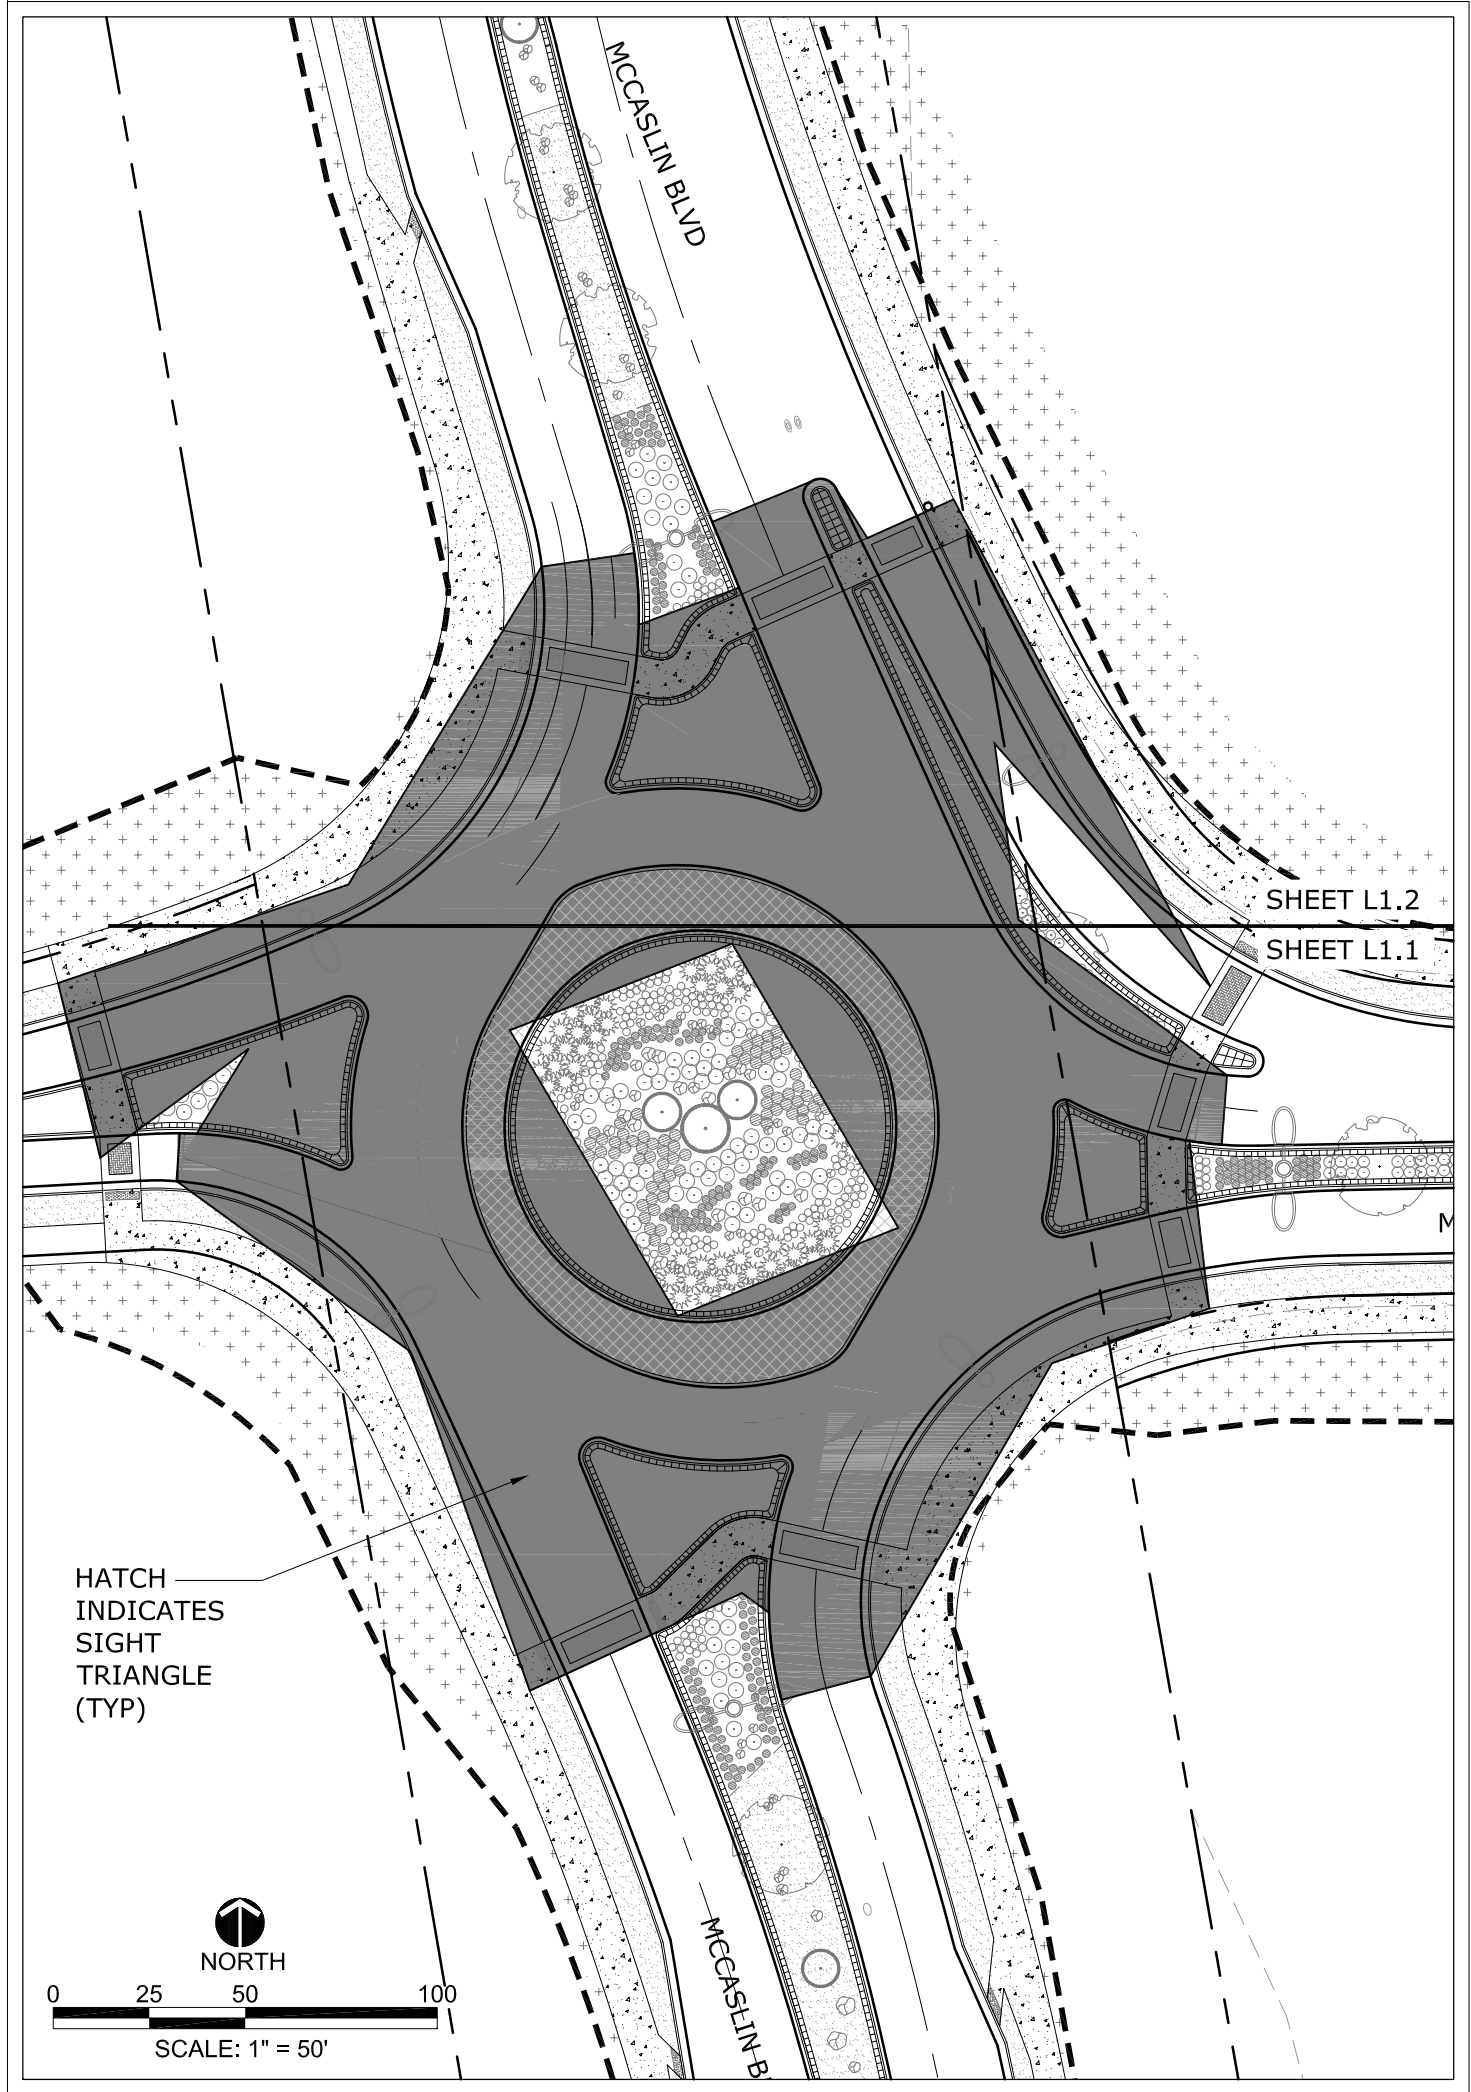 MCCASLIN BLVD
SHEET L1.2
SHEET L1.1
M
HATCH
INDICATES
SIGHT
TRIANGLE
(TYP)
NORTH
0 25 50 100
SCALE: 1" = 50'
MCCASLIN B